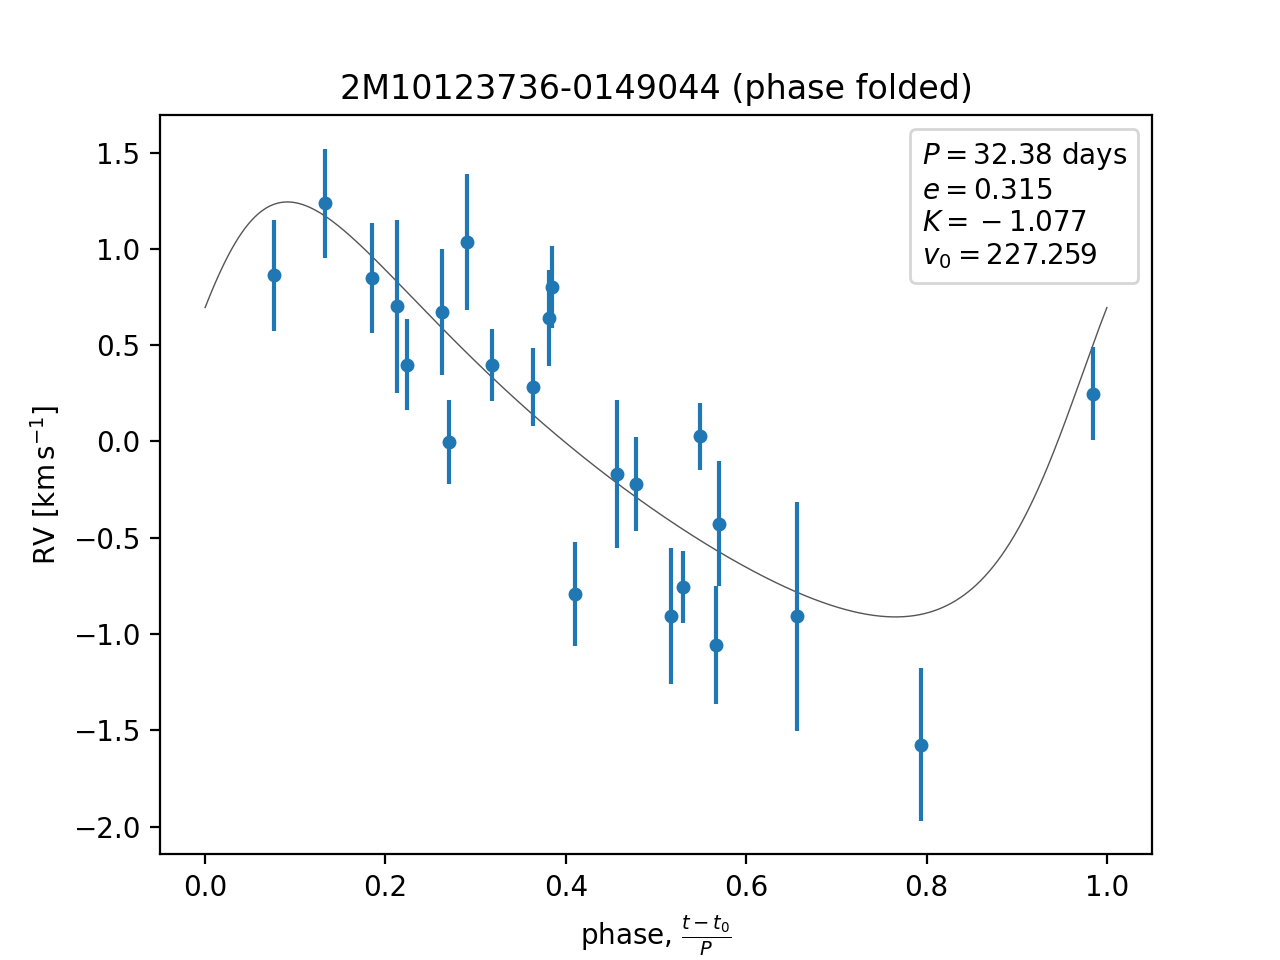 2M10123736-0149044 (phase folded)
P = 32.38 days
e = 0.315
K = −1.077
v₀ = 227.259
1.5
1.0
0.5
0.0
−0.5
−1.0
−1.5
−2.0
RV [km s⁻¹]
0.0 0.2 0.4 0.6 0.8 1.0
phase, (t − t₀)/P